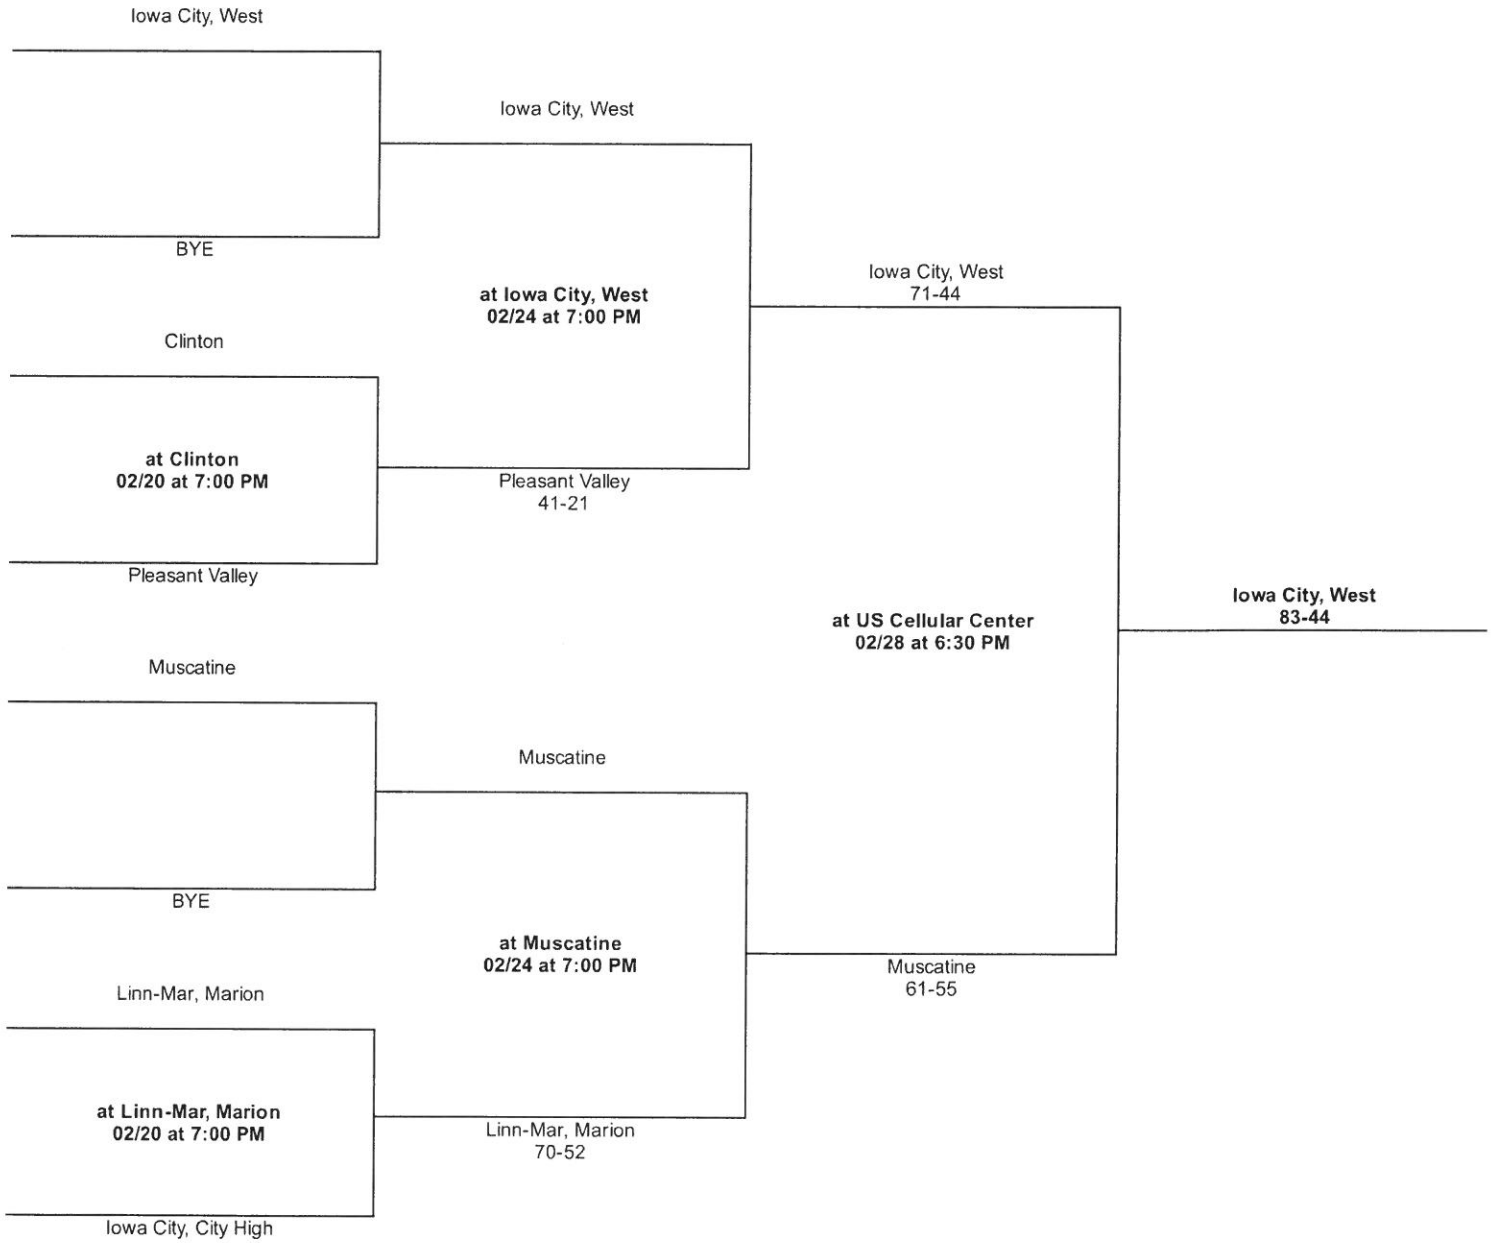 Iowa City, West
BYE
Clinton
at Clinton
02/20 at 7:00 PM
Pleasant Valley
Muscatine
BYE
Linn-Mar, Marion
at Linn-Mar, Marion
02/20 at 7:00 PM
Iowa City, City High
Iowa City, West
at Iowa City, West
02/24 at 7:00 PM
Pleasant Valley
41-21
Muscatine
at Muscatine
02/24 at 7:00 PM
Linn-Mar, Marion
70-52
Iowa City, West
71-44
at US Cellular Center
02/28 at 6:30 PM
Muscatine
61-55
Iowa City, West
83-44